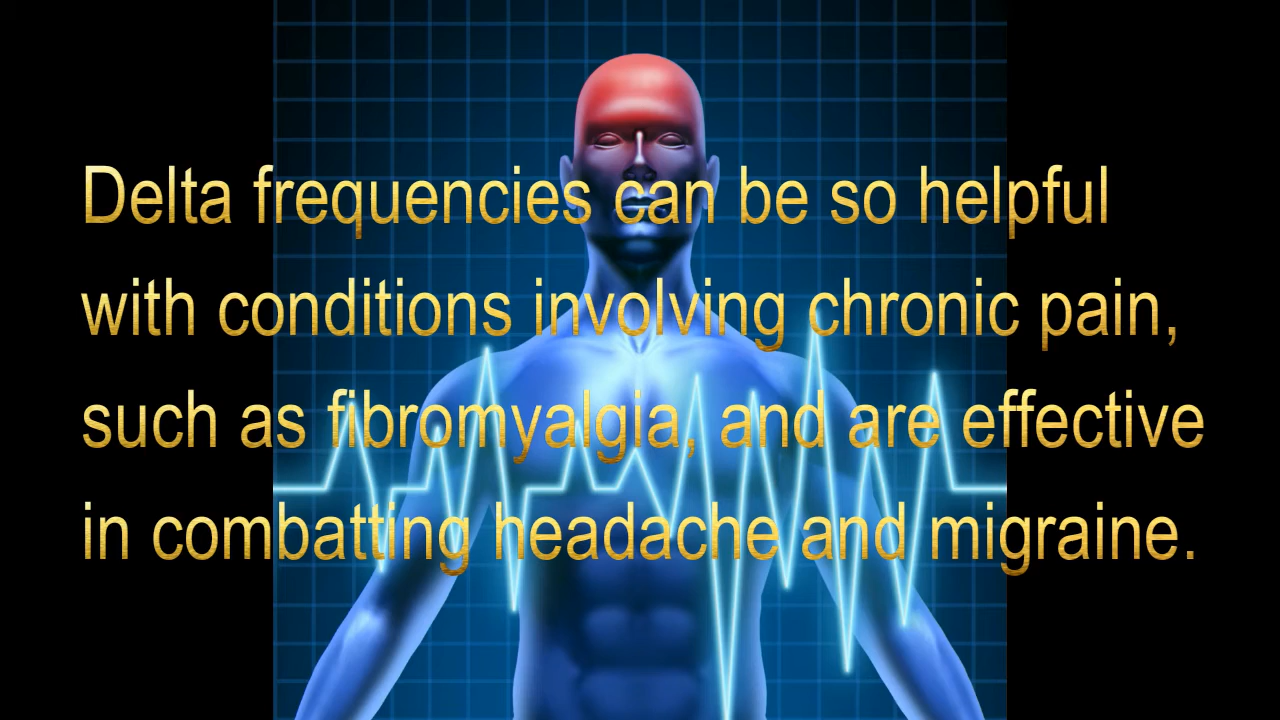 Delta frequencies can be so helpful
with conditions involving chronic pain,
such as fibromyalgia, and are effective
in combatting headache and migraine.